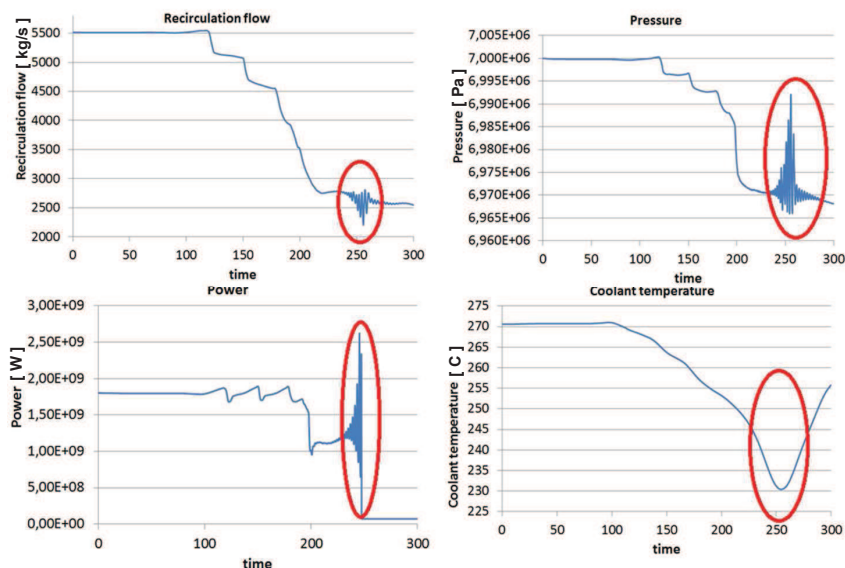 Recirculation flow
Recirculation flow [ kg/s ]
5500
5000
4500
4000
3500
3000
2500
2000
0 50 100 150 200 250 300
time
Pressure
Pressure [ Pa ]
7,005E+06
7,000E+06
6,995E+06
6,990E+06
6,985E+06
6,980E+06
6,975E+06
6,970E+06
6,965E+06
6,960E+06
0 50 100 150 200 250 300
time
Power
Power [ W ]
3,00E+09
2,50E+09
2,00E+09
1,50E+09
1,00E+09
5,00E+08
0,00E+00
0 100 200 300
time
Coolant temperature
Coolant temperature [ C ]
275
270
265
260
255
250
245
240
235
230
225
0 50 100 150 200 250 300
time